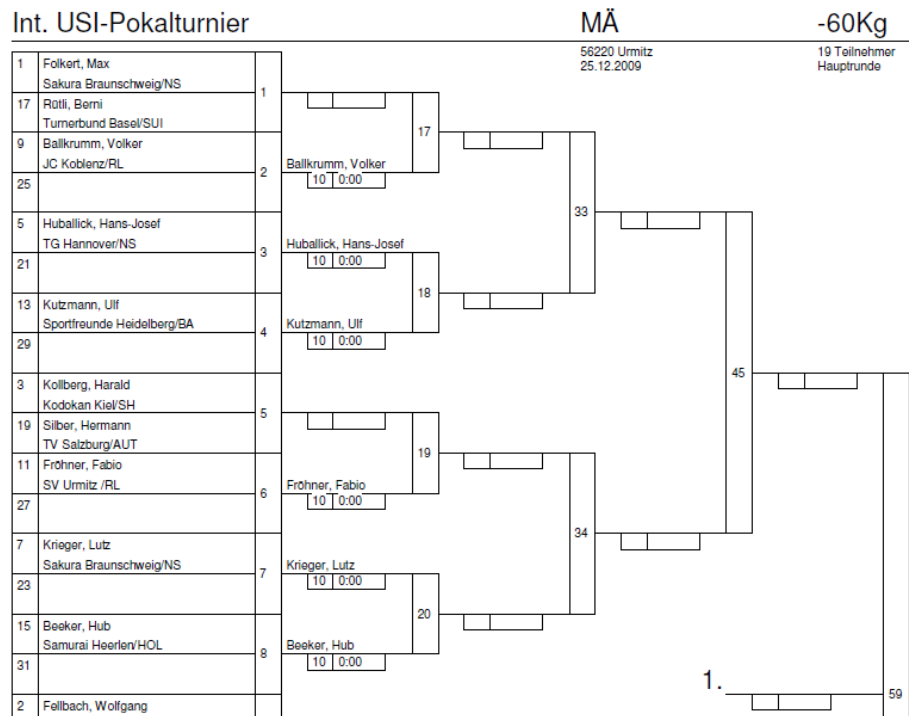 Int. USI-Pokalturnier MÄ -60Kg
56220 Urmitz 19 Teilnehmer
25.12.2009 Hauptrunde
1 Folkert, Max
Sakura Braunschweig/NS
1
17 Rütli, Berni
Turnerbund Basel/SUI
17
9 Ballkrumm, Volker
JC Koblenz/RL
2
Ballkrumm, Volker
10 0:00
25
33
5 Huballick, Hans-Josef
TG Hannover/NS
3
Huballick, Hans-Josef
10 0:00
21
18
13 Kutzmann, Ulf
Sportfreunde Heidelberg/BA
4
Kutzmann, Ulf
10 0:00
29
45
3 Kollberg, Harald
Kodokan Kiel/SH
5
19 Silber, Hermann
TV Salzburg/AUT
19
11 Fröhner, Fabio
SV Urmitz /RL
6
Fröhner, Fabio
10 0:00
27
34
7 Krieger, Lutz
Sakura Braunschweig/NS
7
Krieger, Lutz
10 0:00
23
20
15 Beeker, Hub
Samurai Heerlen/HOL
8
Beeker, Hub
10 0:00
31
1.
59
2 Fellbach, Wolfgang